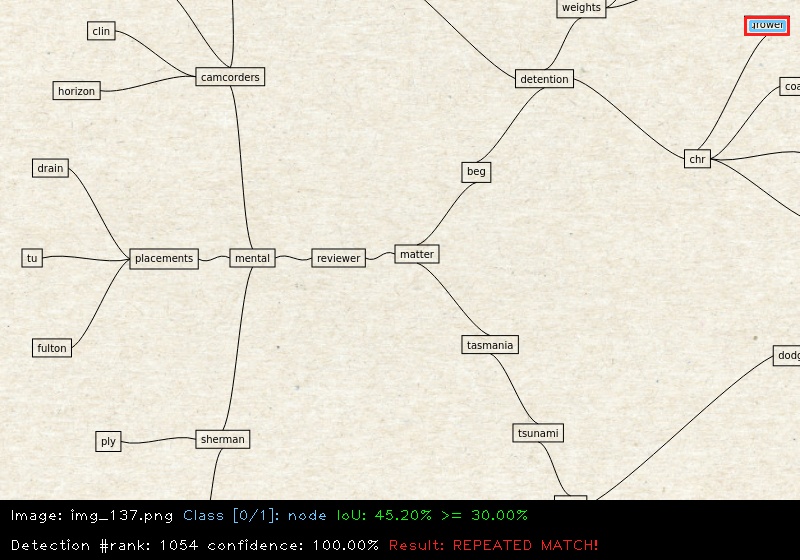 weights
grower
clin
camcorders
detention
horizon
chr
drain
beg
tu
placements
mental
reviewer
matter
fulton
tasmania
ply
sherman
tsunami
Image: img_137.png Class [0/1]: node IoU: 45.20% >= 30.00%
Detection #rank: 1054 confidence: 100.00% Result: REPEATED MATCH!